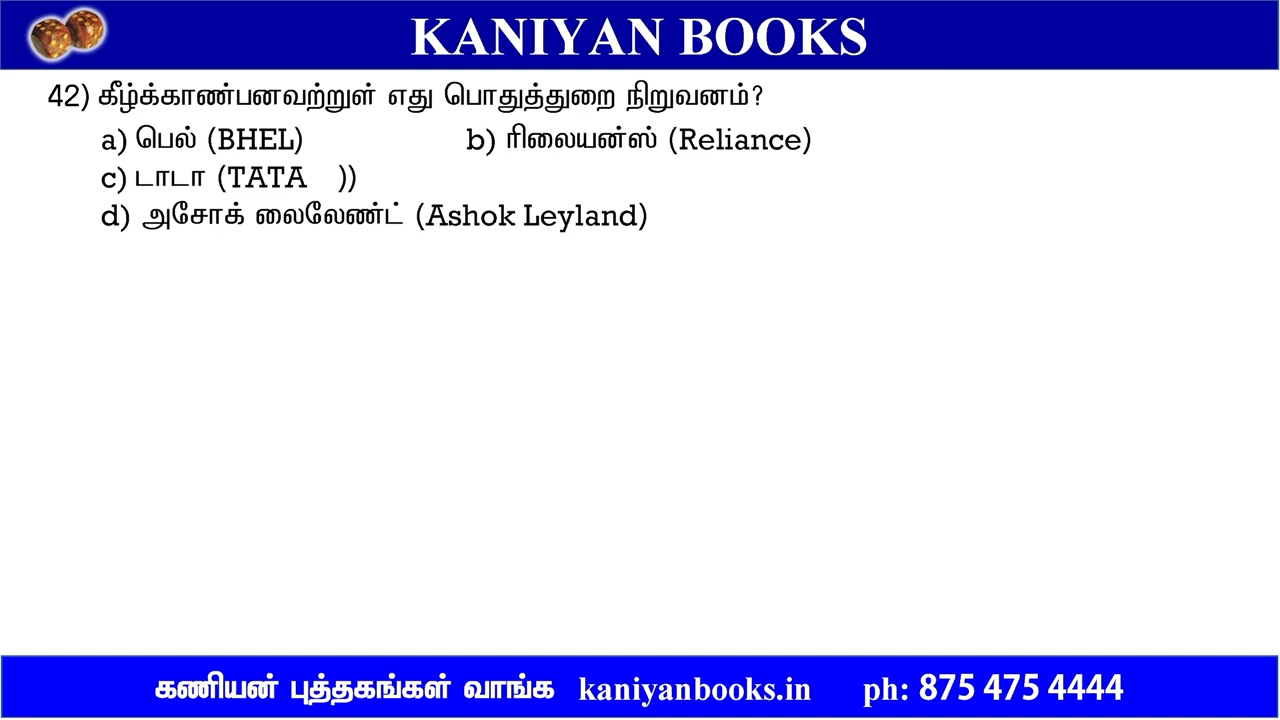 KANIYAN BOOKS
42) கீழ்க்காண்பனவற்றுள் எது பொதுத்துறை நிறுவனம்?
a) பெல் (BHEL) b) ரிலையன்ஸ் (Reliance)
c) டாடா (TATA ))
d) அசோக் லைலேண்ட் (Ashok Leyland)
கணியன் புத்தகங்கள் வாங்க kaniyanbooks.in ph: 875 475 4444